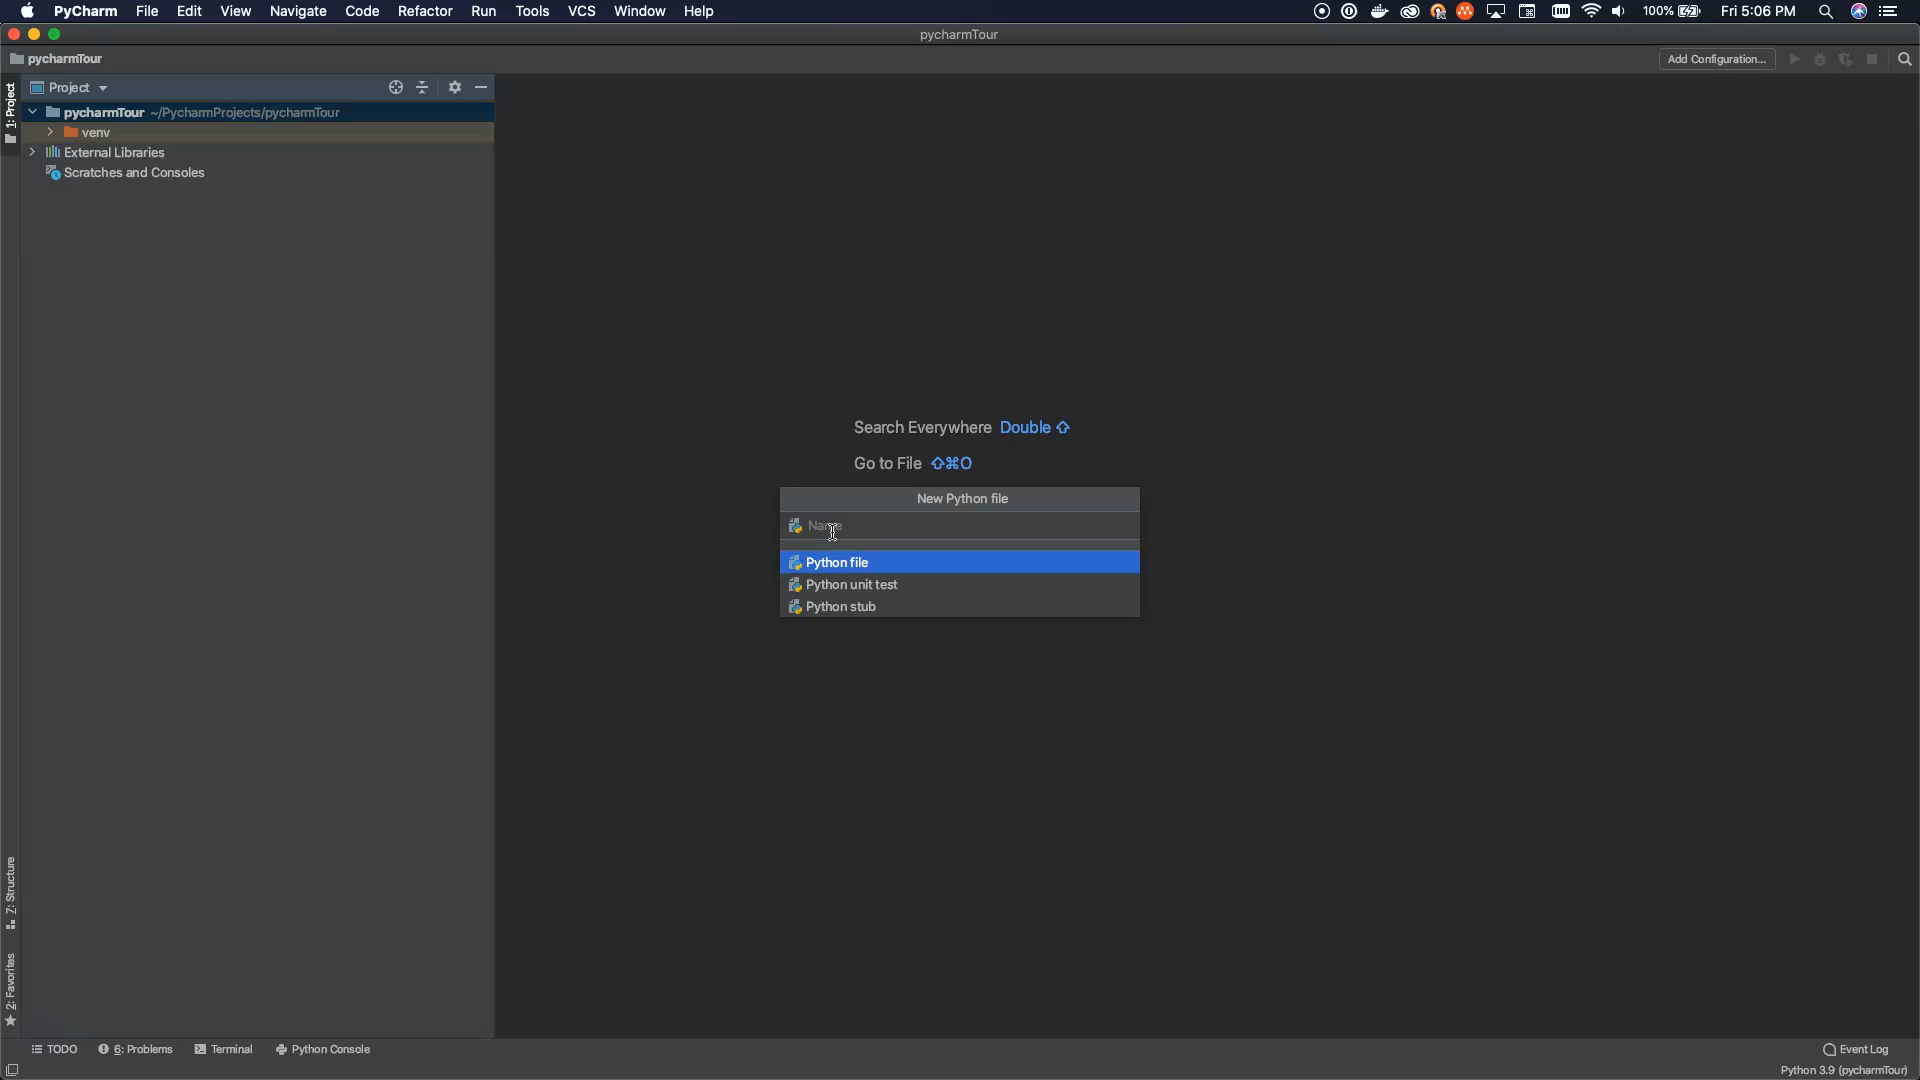 PyCharm File Edit View Navigate Code Refactor Run Tools VCS Window Help 100% Fri 5:06 PM
pycharmTour
pycharmTour Add Configuration...
1: Project
Project
pycharmTour ~/PycharmProjects/pycharmTour
venv
External Libraries
Scratches and Consoles
Search Everywhere Double ⇧
Go to File ⇧⌘O
New Python file
Name
Python file
Python unit test
Python stub
7: Structure
2: Favorites
TODO 6: Problems Terminal Python Console Event Log
Python 3.9 (pycharmTour)